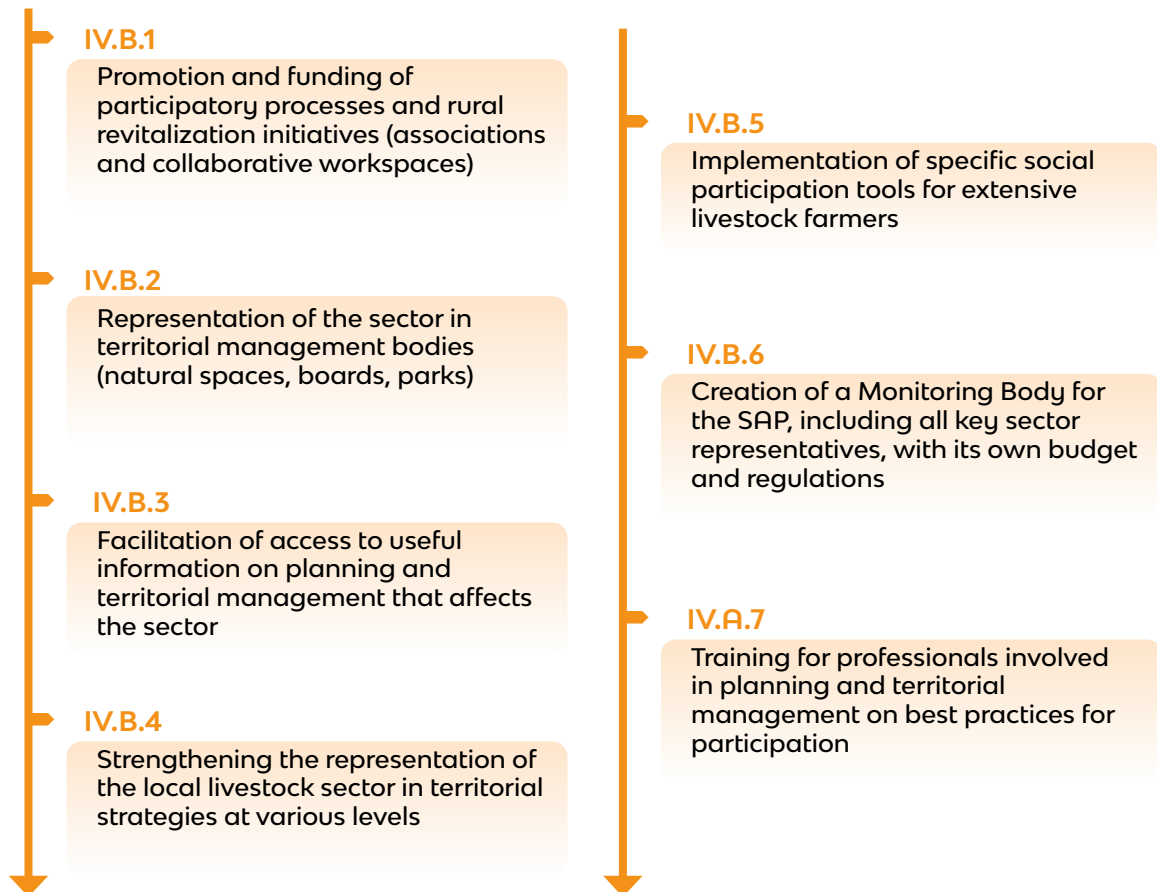 IV.B.1
Promotion and funding of
participatory processes and rural
revitalization initiatives (associations
and collaborative workspaces)
IV.B.2
Representation of the sector in
territorial management bodies
(natural spaces, boards, parks)
IV.B.3
Facilitation of access to useful
information on planning and
territorial management that affects
the sector
IV.B.4
Strengthening the representation of
the local livestock sector in territorial
strategies at various levels
IV.B.5
Implementation of specific social
participation tools for extensive
livestock farmers
IV.B.6
Creation of a Monitoring Body for
the SAP, including all key sector
representatives, with its own budget
and regulations
IV.A.7
Training for professionals involved
in planning and territorial
management on best practices for
participation